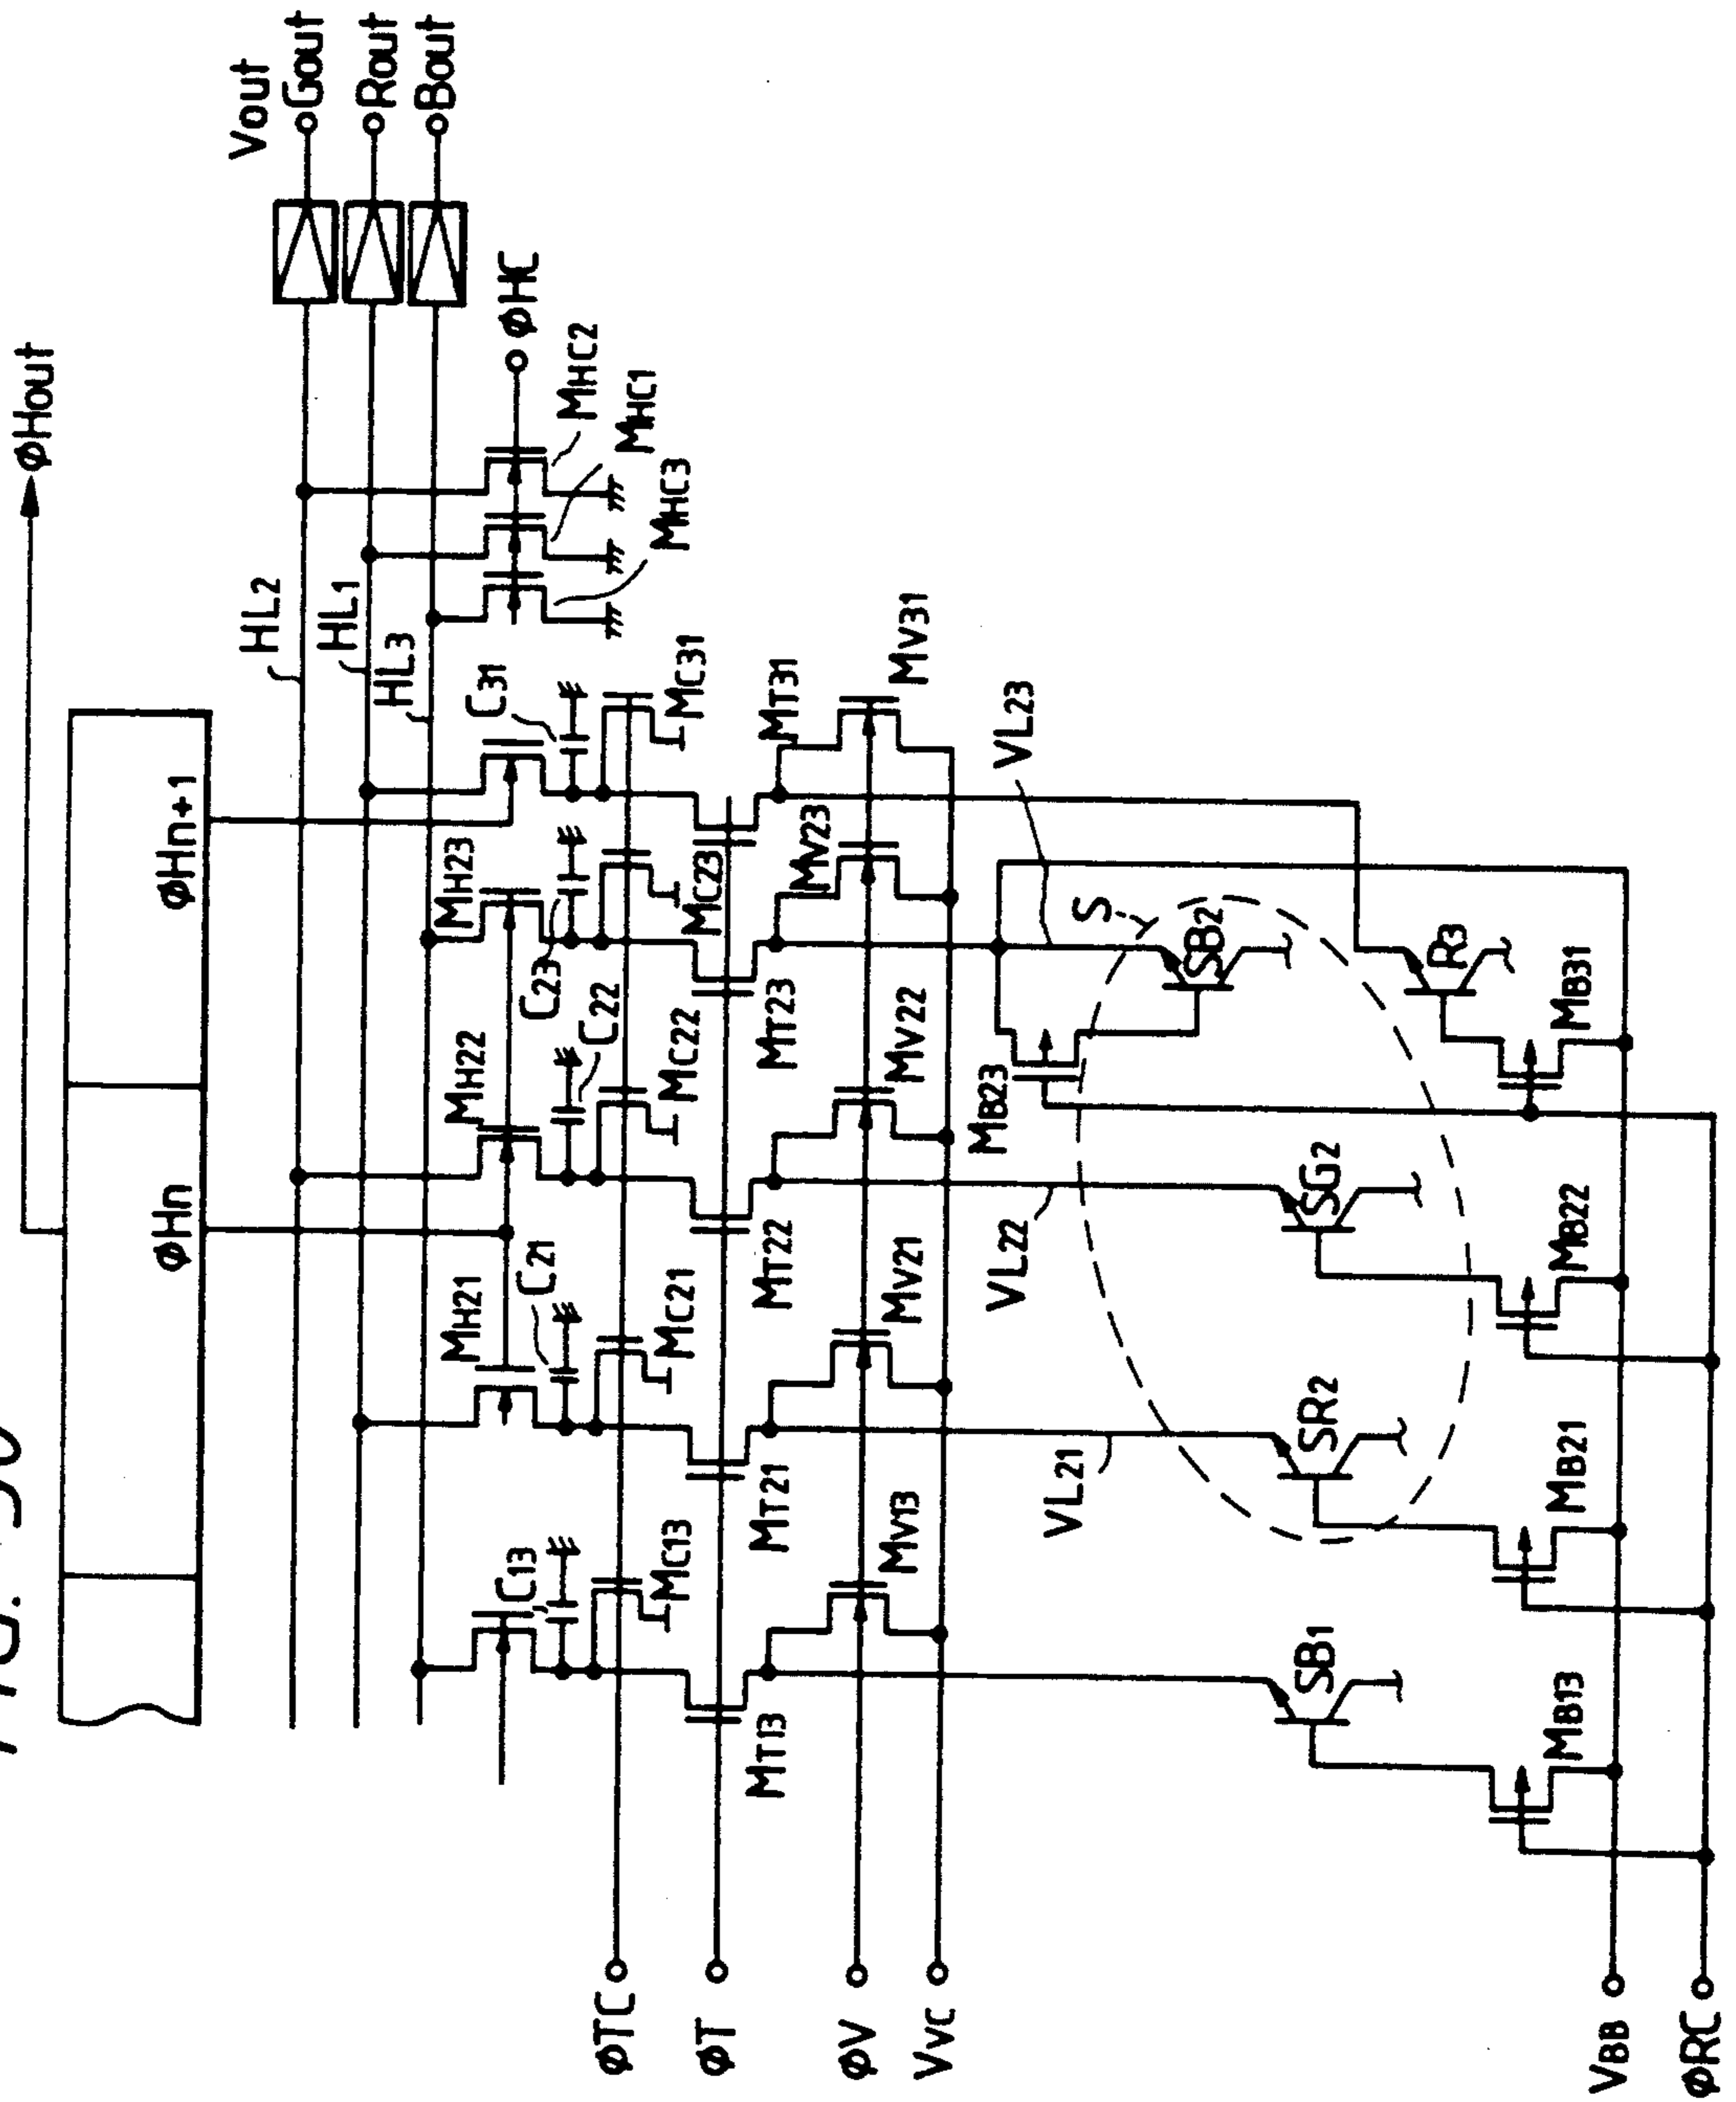 FIG. 30
ΦHout
Vout
Gout
Rout
Bout
ΦHn
ΦHn+1
HL2
HL1
HL3
ΦHC
MHC2
MHC1
MHC3
MH21
MH22
MH23
C13
C21
C22
C23
C31
ΦTC
MC13
MC21
MC22
MC23
MC31
ΦT
MT13
MT21
MT22
MT23
MT31
ΦV
MV13
MV21
MV22
MV23
MV31
VVC
VL21
VL22
VL23
S
SB1
SR2
SG2
SB2
R3
MB13
MB21
MB22
MB23
MB31
VBB
ΦRC